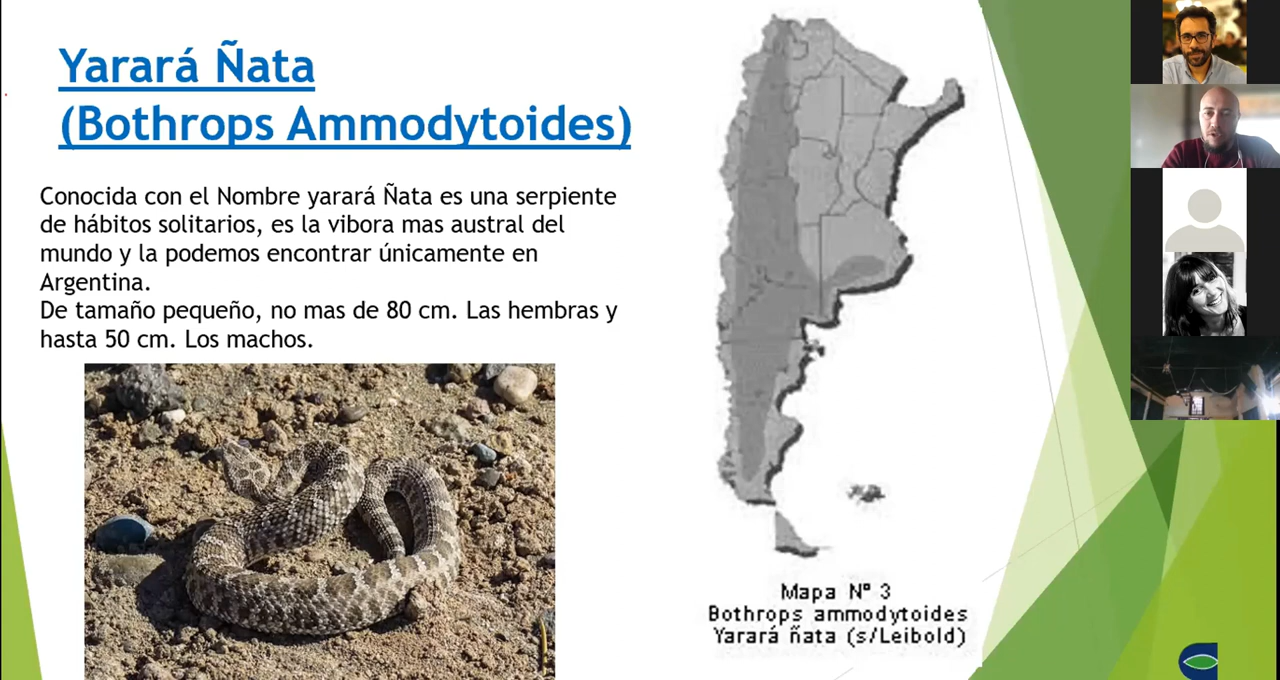 Yarará Ñata
(Bothrops Ammodytoides)
Conocida con el Nombre yarará Ñata es una serpiente
de hábitos solitarios, es la vibora mas austral del
mundo y la podemos encontrar únicamente en
Argentina.
De tamaño pequeño, no mas de 80 cm. Las hembras y
hasta 50 cm. Los machos.
Mapa Nº 3
Bothrops ammodytoides
Yarará ñata (s/Leibold)